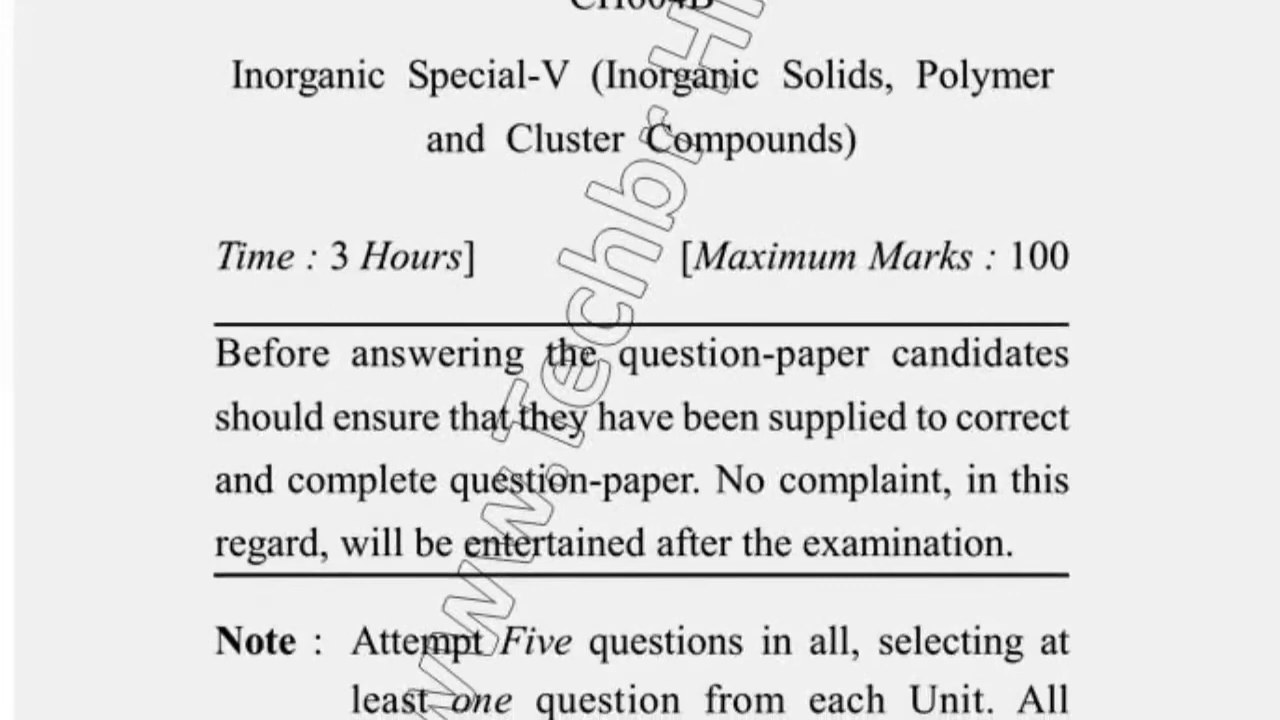 Inorganic Special-V (Inorganic Solids, Polymer
and Cluster Compounds)
Time : 3 Hours] [Maximum Marks : 100
Before answering the question-paper candidates
should ensure that they have been supplied to correct
and complete question-paper. No complaint, in this
regard, will be entertained after the examination.
Note : Attempt Five questions in all, selecting at
least one question from each Unit. All
www.Techbr